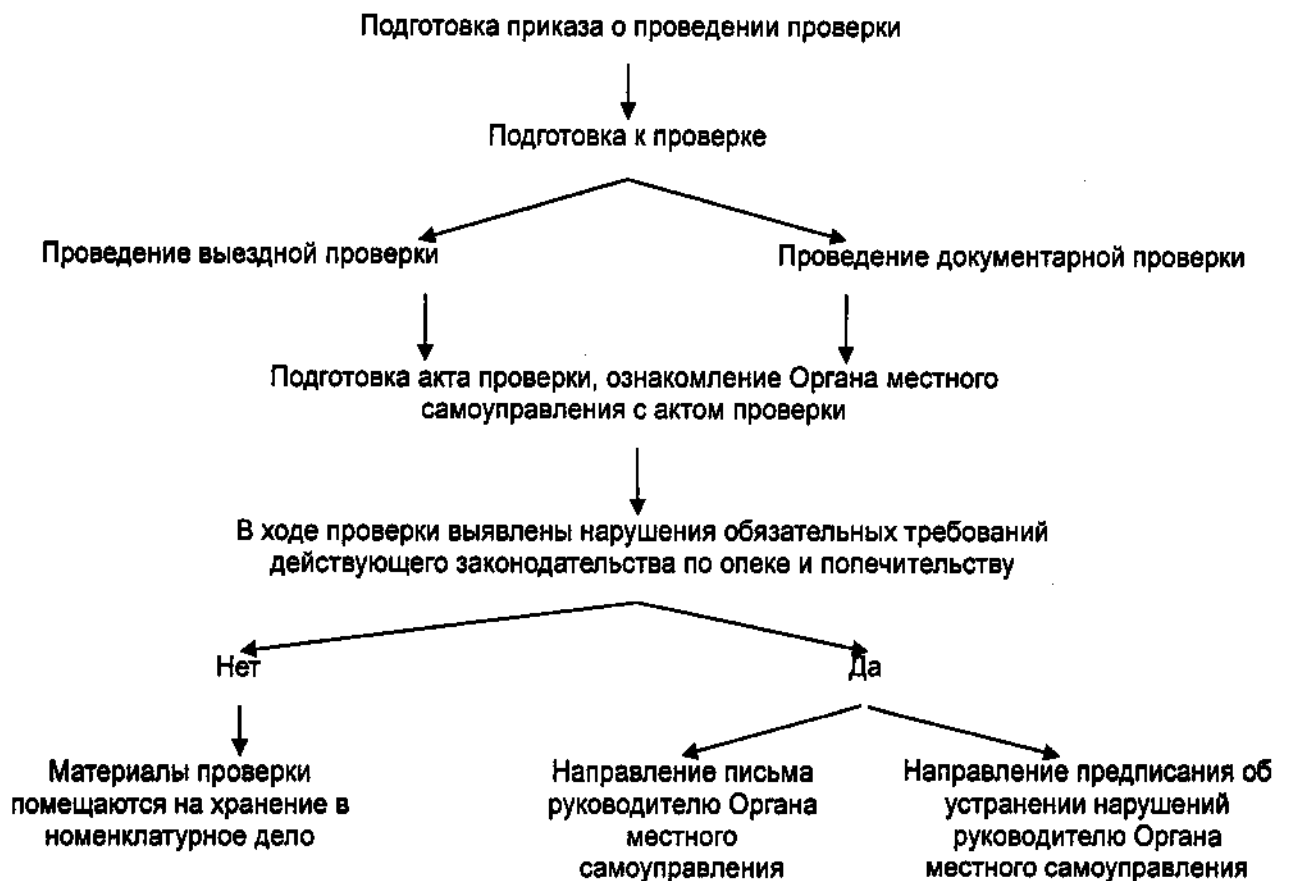 Подготовка приказа о проведении проверки
Подготовка к проверке
Проведение выездной проверки
Проведение документарной проверки
Подготовка акта проверки, ознакомление Органа местного
самоуправления с актом проверки
В ходе проверки выявлены нарушения обязательных требований
действующего законодательства по опеке и попечительству
Нет
Да
Материалы проверки
помещаются на хранение в
номенклатурное дело
Направление письма
руководителю Органа
местного
самоуправления
Направление предписания об
устранении нарушений
руководителю Органа
местного самоуправления